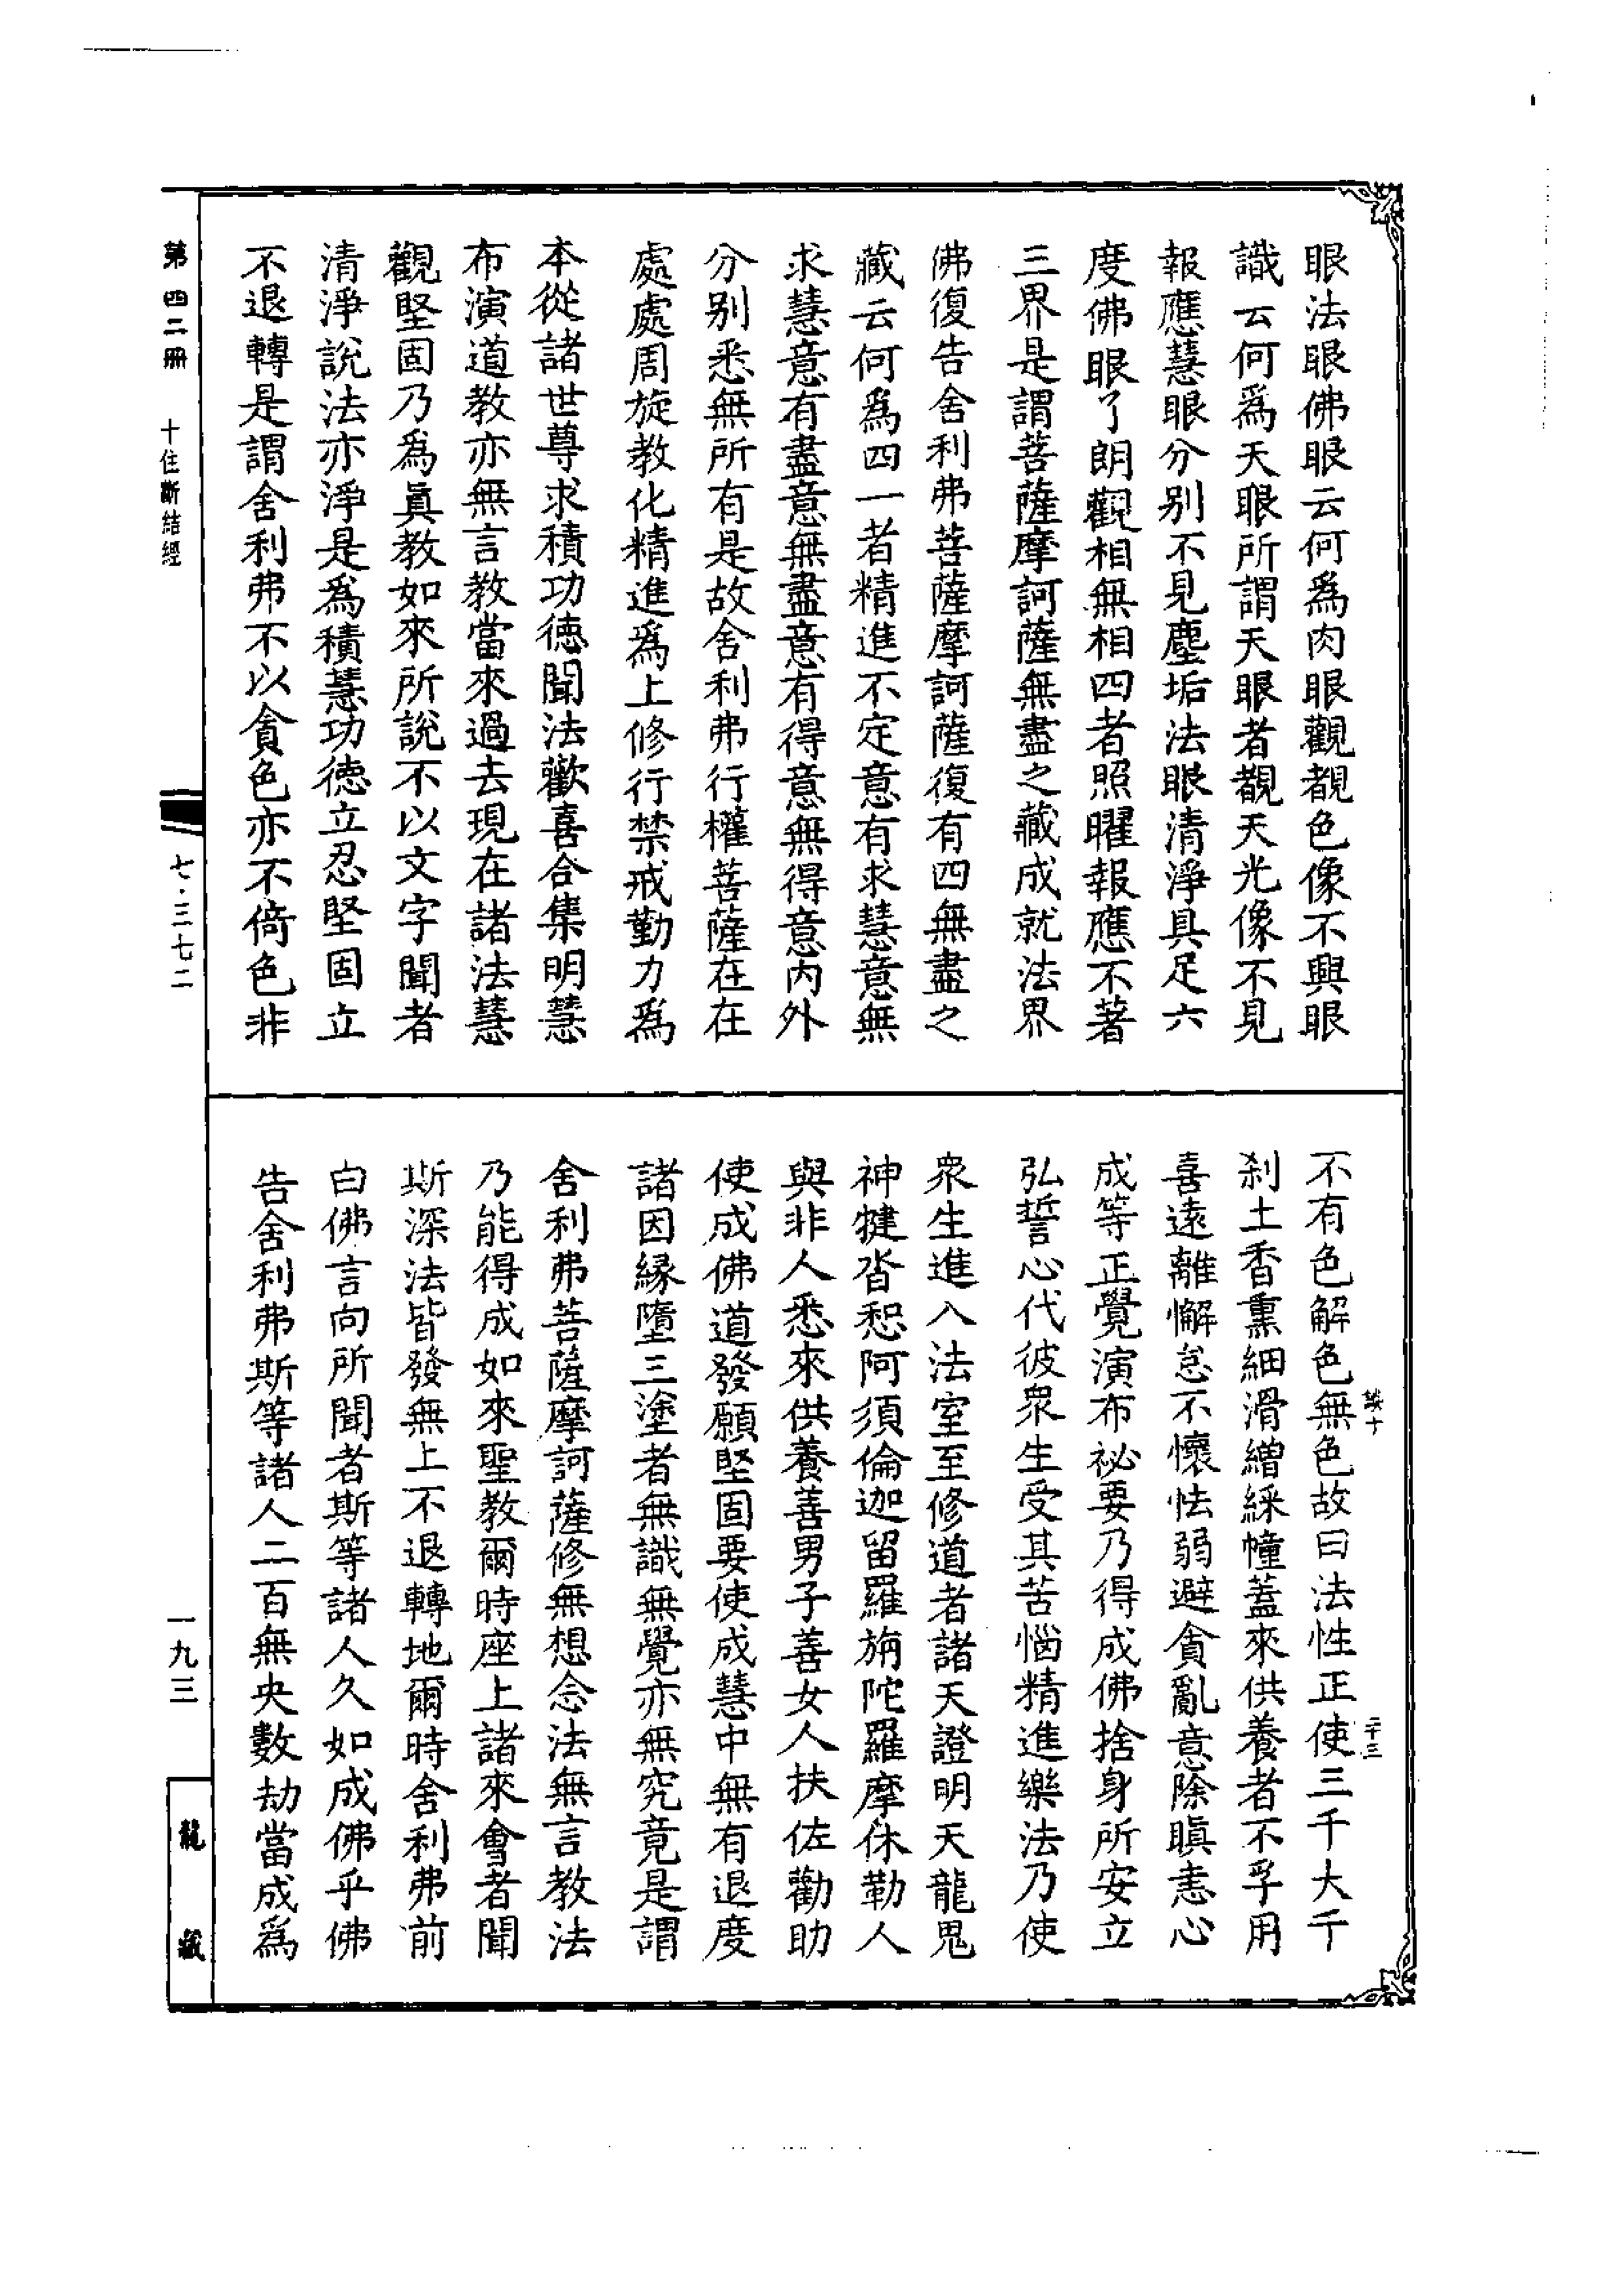 眼法眼佛眼云何爲肉眼觀覩色像不興眼
識云何爲天眼所謂天眼者覩天光像不見
報應慧眼分别不見塵垢法眼清淨具足六
度佛眼了朗觀相無相四者照曜報應不著
三界是謂菩薩摩訶薩無盡之藏成就法界
佛復告舍利弗菩薩摩訶薩復有四無盡之
藏云何爲四一者精進不定意有求慧意無
求慧意有盡意無盡意有得意無得意內外
分别悉無所有是故舍利弗行權菩薩在在
處處周旋教化精進爲上修行禁戒勤力爲
本從諸世尊求積功德聞法歡喜合集明慧
布演道教亦無言教當來過去現在諸法慧
觀堅固乃爲眞教如來所說不以文字聞者
清淨說法亦淨是爲積慧功德立忍堅固立
不退轉是謂舍利弗不以貪色亦不倚色非
不有色解色無色故曰法性正使三千大千
刹土香熏細滑繒綵幢蓋來供養者不孚用
喜遠離懈怠不懷怯弱避貪亂意除瞋恚心
成等正覺演布祕要乃得成佛捨身所安立
弘誓心代彼衆生受其苦惱精進樂法乃使
衆生進入法室至修道者諸天證明天龍鬼
神犍沓恕阿須倫迦留羅旃陀羅摩休勒人
與非人悉來供養善男子善女人扶佐勸助
使成佛道發願堅固要使成慧中無有退度
諸因緣墮三塗者無識無覺亦無究竟是謂
舍利弗菩薩摩訶薩修無想念法無言教法
乃能得成如來聖教爾時座上諸來會者聞
斯深法皆發無上不退轉地爾時舍利弗前
白佛言向所聞者斯等諸人久如成佛乎佛
告舍利弗斯等諸人二百無央數劫當成爲
十
二十三
第四二册 十住斷結經
七·三七二
一九三
龍藏